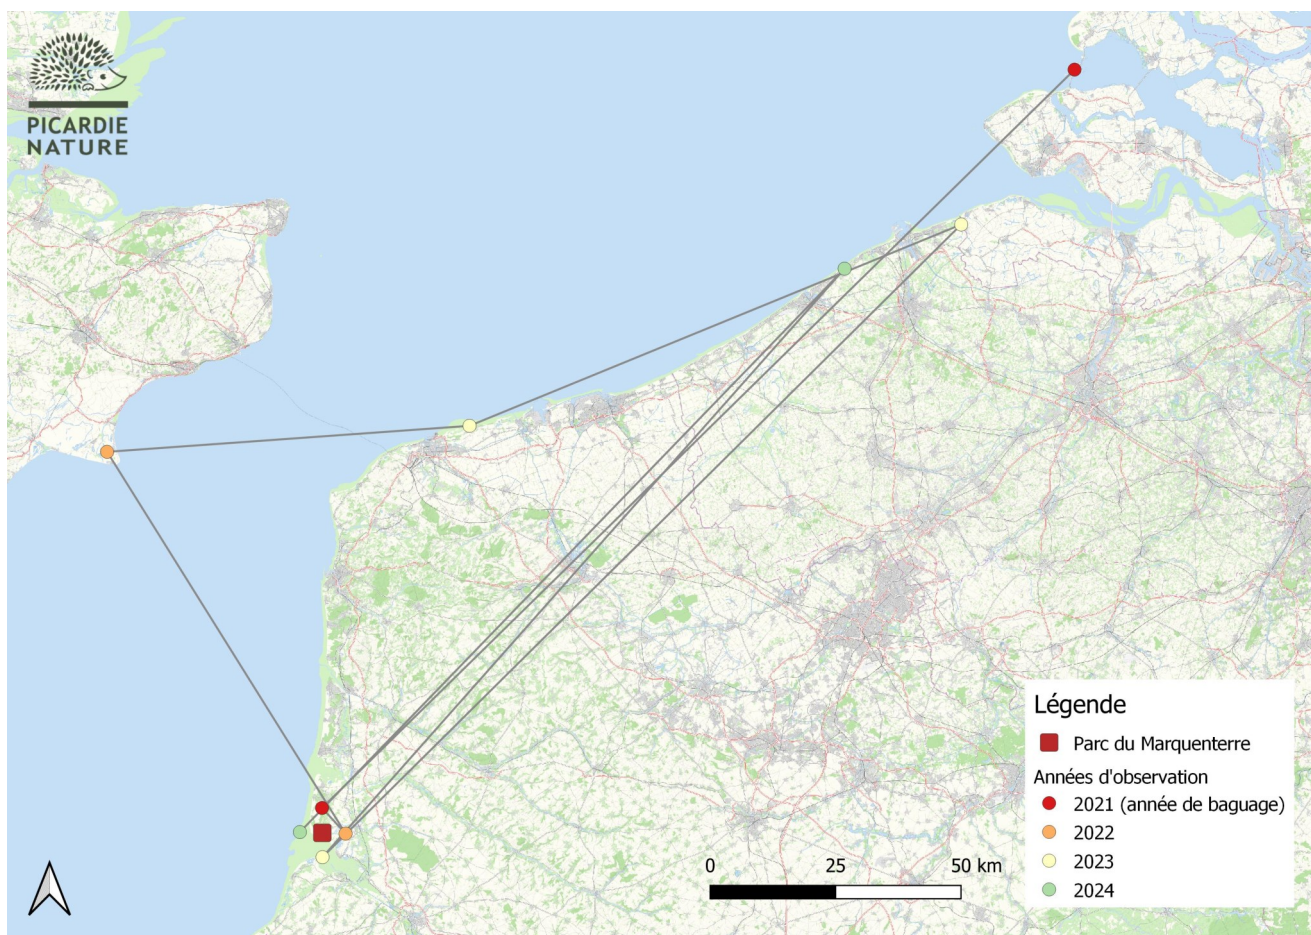 PICARDIE
NATURE
Légende
Parc du Marquenterre
Années d'observation
2021 (année de baguage)
2022
2023
2024
0 25 50 km